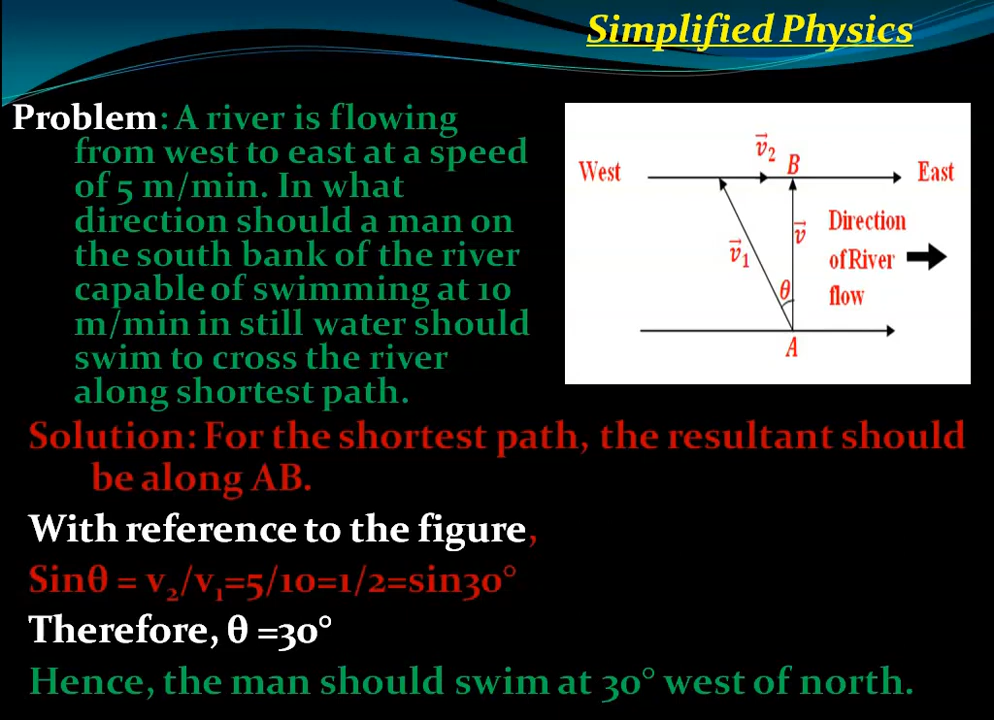 Simplified Physics
Problem: A river is flowing
from west to east at a speed
of 5 m/min. In what
direction should a man on
the south bank of the river
capable of swimming at 10
m/min in still water should
swim to cross the river
along shortest path.
West
v⃗₂
B
East
v⃗₁
v⃗
θ
Direction
of River
flow
A
Solution: For the shortest path, the resultant should
be along AB.
With reference to the figure,
Sinθ = v₂/v₁=5/10=1/2=sin30°
Therefore, θ =30°
Hence, the man should swim at 30° west of north.